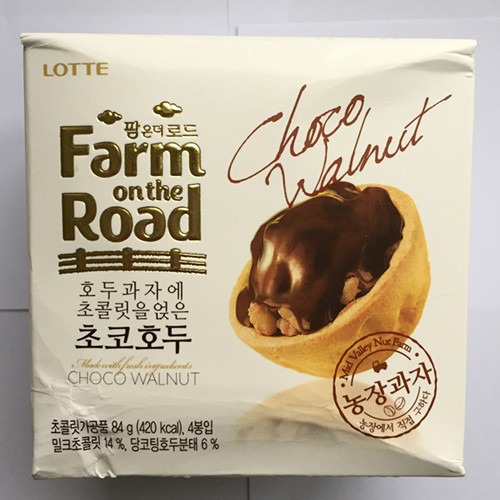 LOTTE
팜온더로드
Farm
on the
Road
Choco
Walnut
호두과자에
초콜릿을얹은
초코호두
Made with fresh ingredients
CHOCO WALNUT
Mid Valley Nut Farm
농장과자
농장에서 직접 구하다
초콜릿가공품 84 g (420 kcal), 4봉입
밀크초콜릿 14 %, 당코팅호두분태 6 %